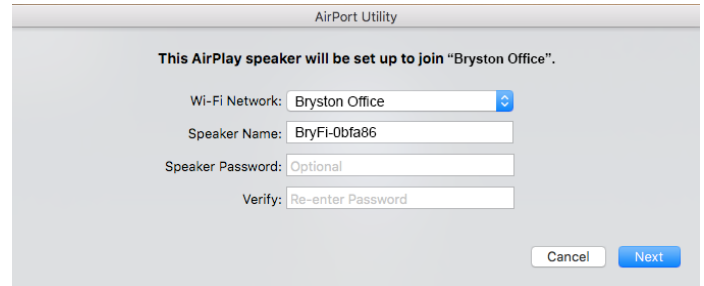 AirPort Utility
This AirPlay speaker will be set up to join “Bryston Office”.
Wi-Fi Network: Bryston Office
Speaker Name: BryFi-0bfa86
Speaker Password: Optional
Verify: Re-enter Password
Cancel Next